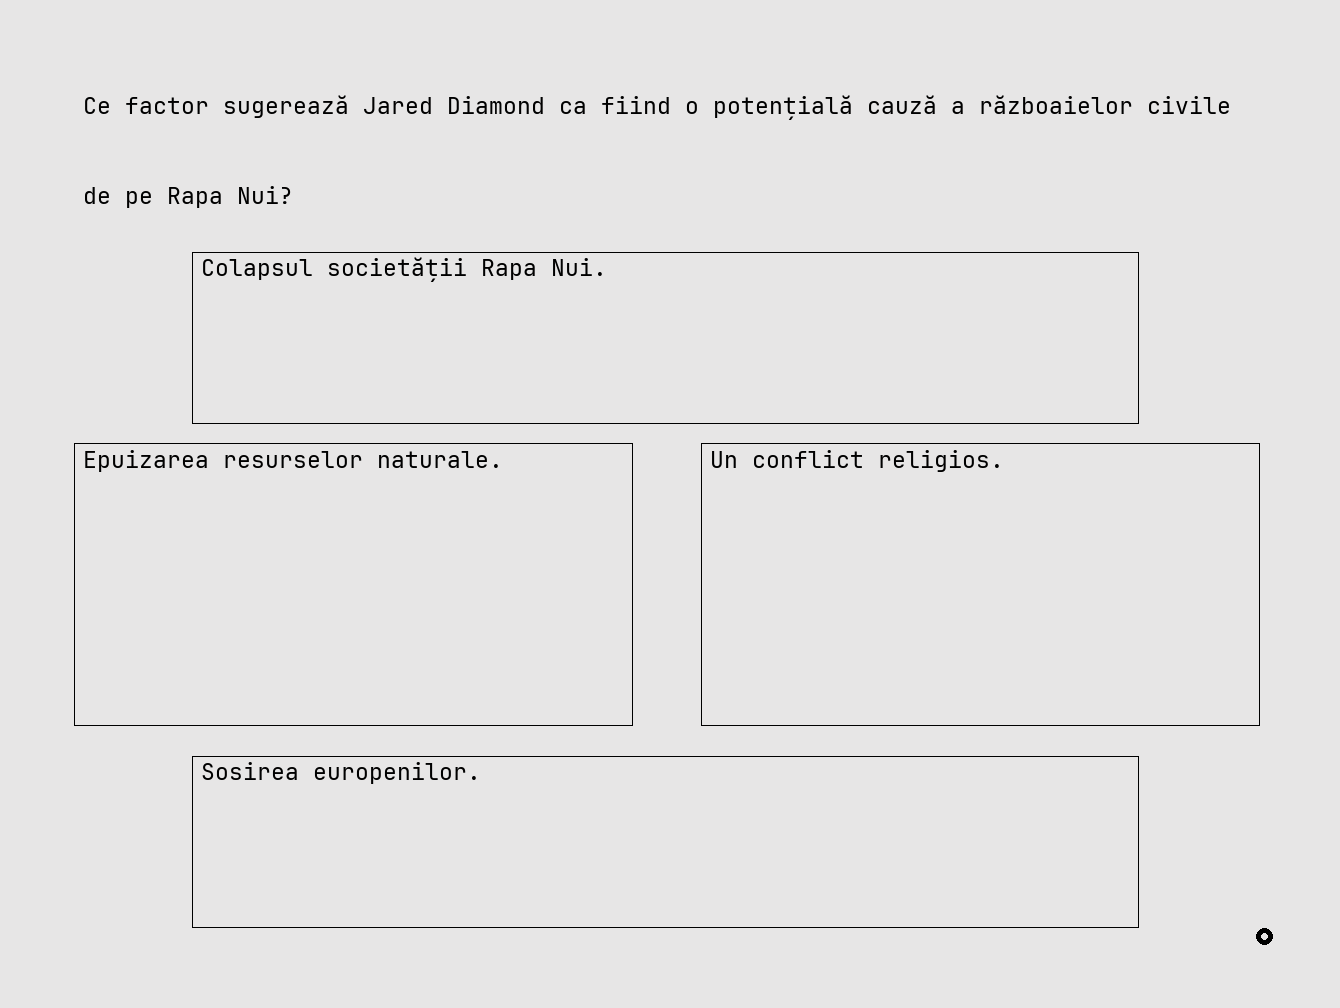 Ce factor sugerează Jared Diamond ca fiind o potențială cauză a războaielor civile
de pe Rapa Nui?
Colapsul societății Rapa Nui.
Epuizarea resurselor naturale.
Un conflict religios.
Sosirea europenilor.